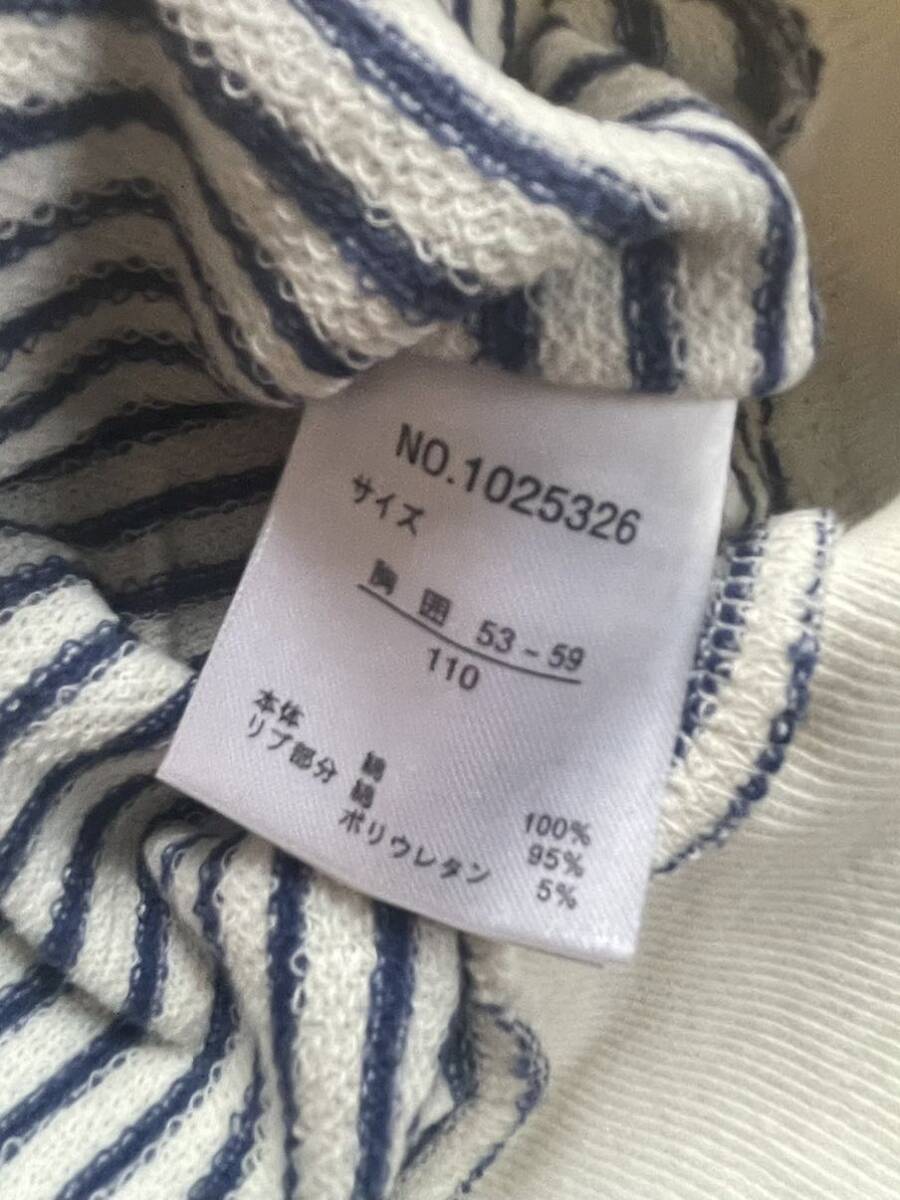 NO.1025326
サイズ
胸囲 53-59
110
本体 綿 100%
リブ部分 綿 95%
ポリウレタン 5%